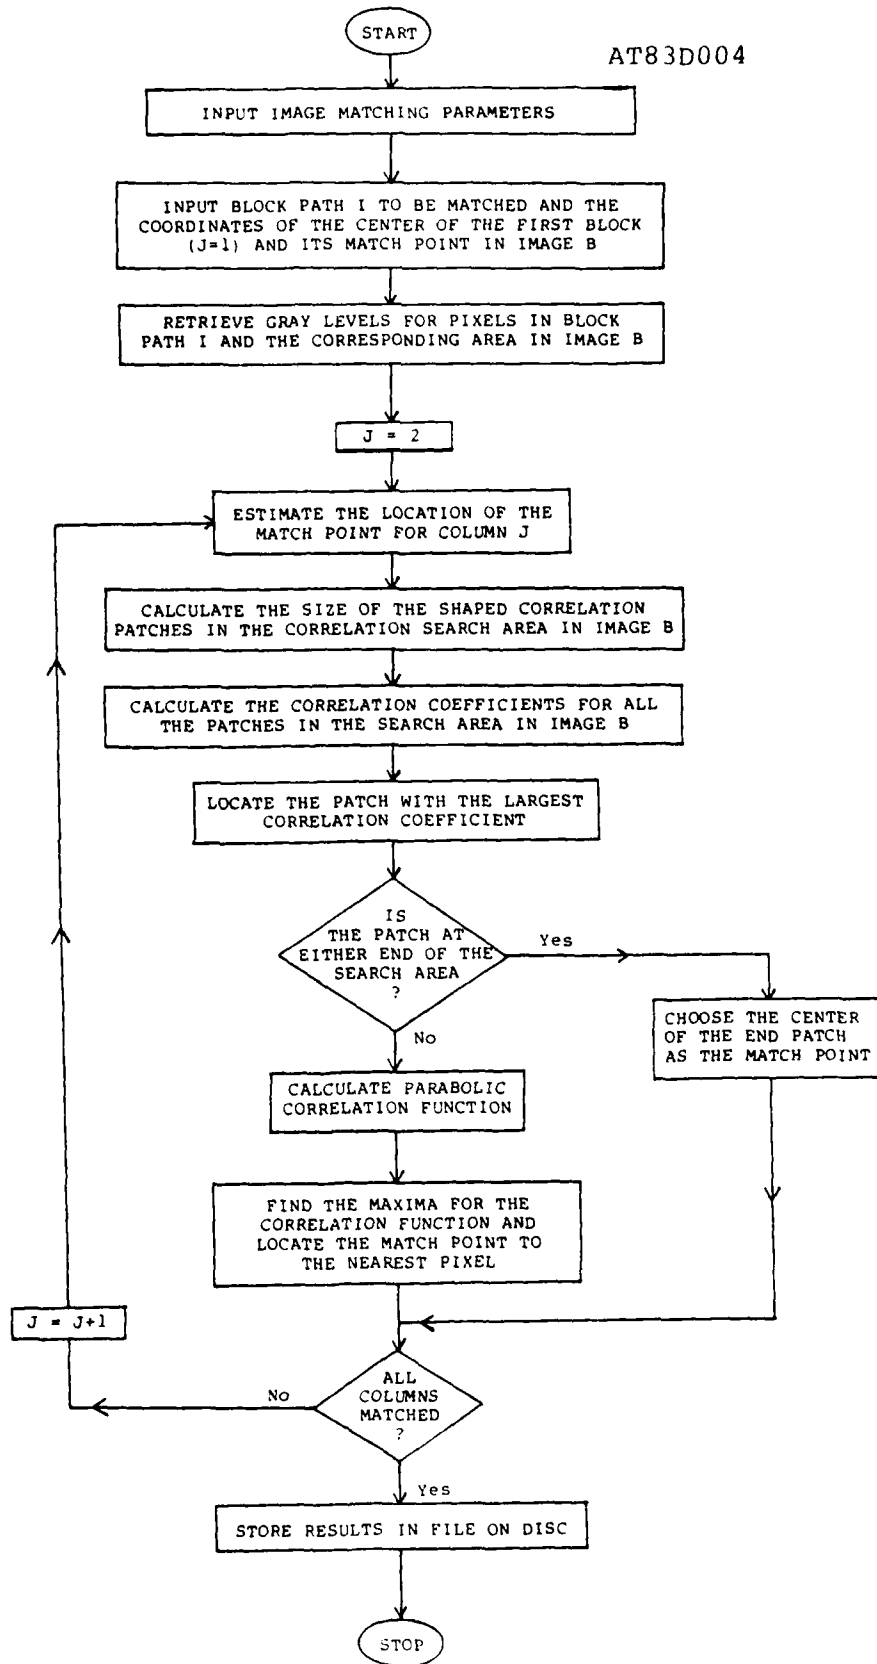 START
AT83D004
INPUT IMAGE MATCHING PARAMETERS
INPUT BLOCK PATH I TO BE MATCHED AND THE
COORDINATES OF THE CENTER OF THE FIRST BLOCK
(J=1) AND ITS MATCH POINT IN IMAGE B
RETRIEVE GRAY LEVELS FOR PIXELS IN BLOCK
PATH I AND THE CORRESPONDING AREA IN IMAGE B
J = 2
ESTIMATE THE LOCATION OF THE
MATCH POINT FOR COLUMN J
CALCULATE THE SIZE OF THE SHAPED CORRELATION
PATCHES IN THE CORRELATION SEARCH AREA IN IMAGE B
CALCULATE THE CORRELATION COEFFICIENTS FOR ALL
THE PATCHES IN THE SEARCH AREA IN IMAGE B
LOCATE THE PATCH WITH THE LARGEST
CORRELATION COEFFICIENT
IS
THE PATCH AT
EITHER END OF THE
SEARCH AREA
?
Yes
No
CHOOSE THE CENTER
OF THE END PATCH
AS THE MATCH POINT
CALCULATE PARABOLIC
CORRELATION FUNCTION
FIND THE MAXIMA FOR THE
CORRELATION FUNCTION AND
LOCATE THE MATCH POINT TO
THE NEAREST PIXEL
J = J+1
ALL
COLUMNS
MATCHED
?
No
Yes
STORE RESULTS IN FILE ON DISC
STOP